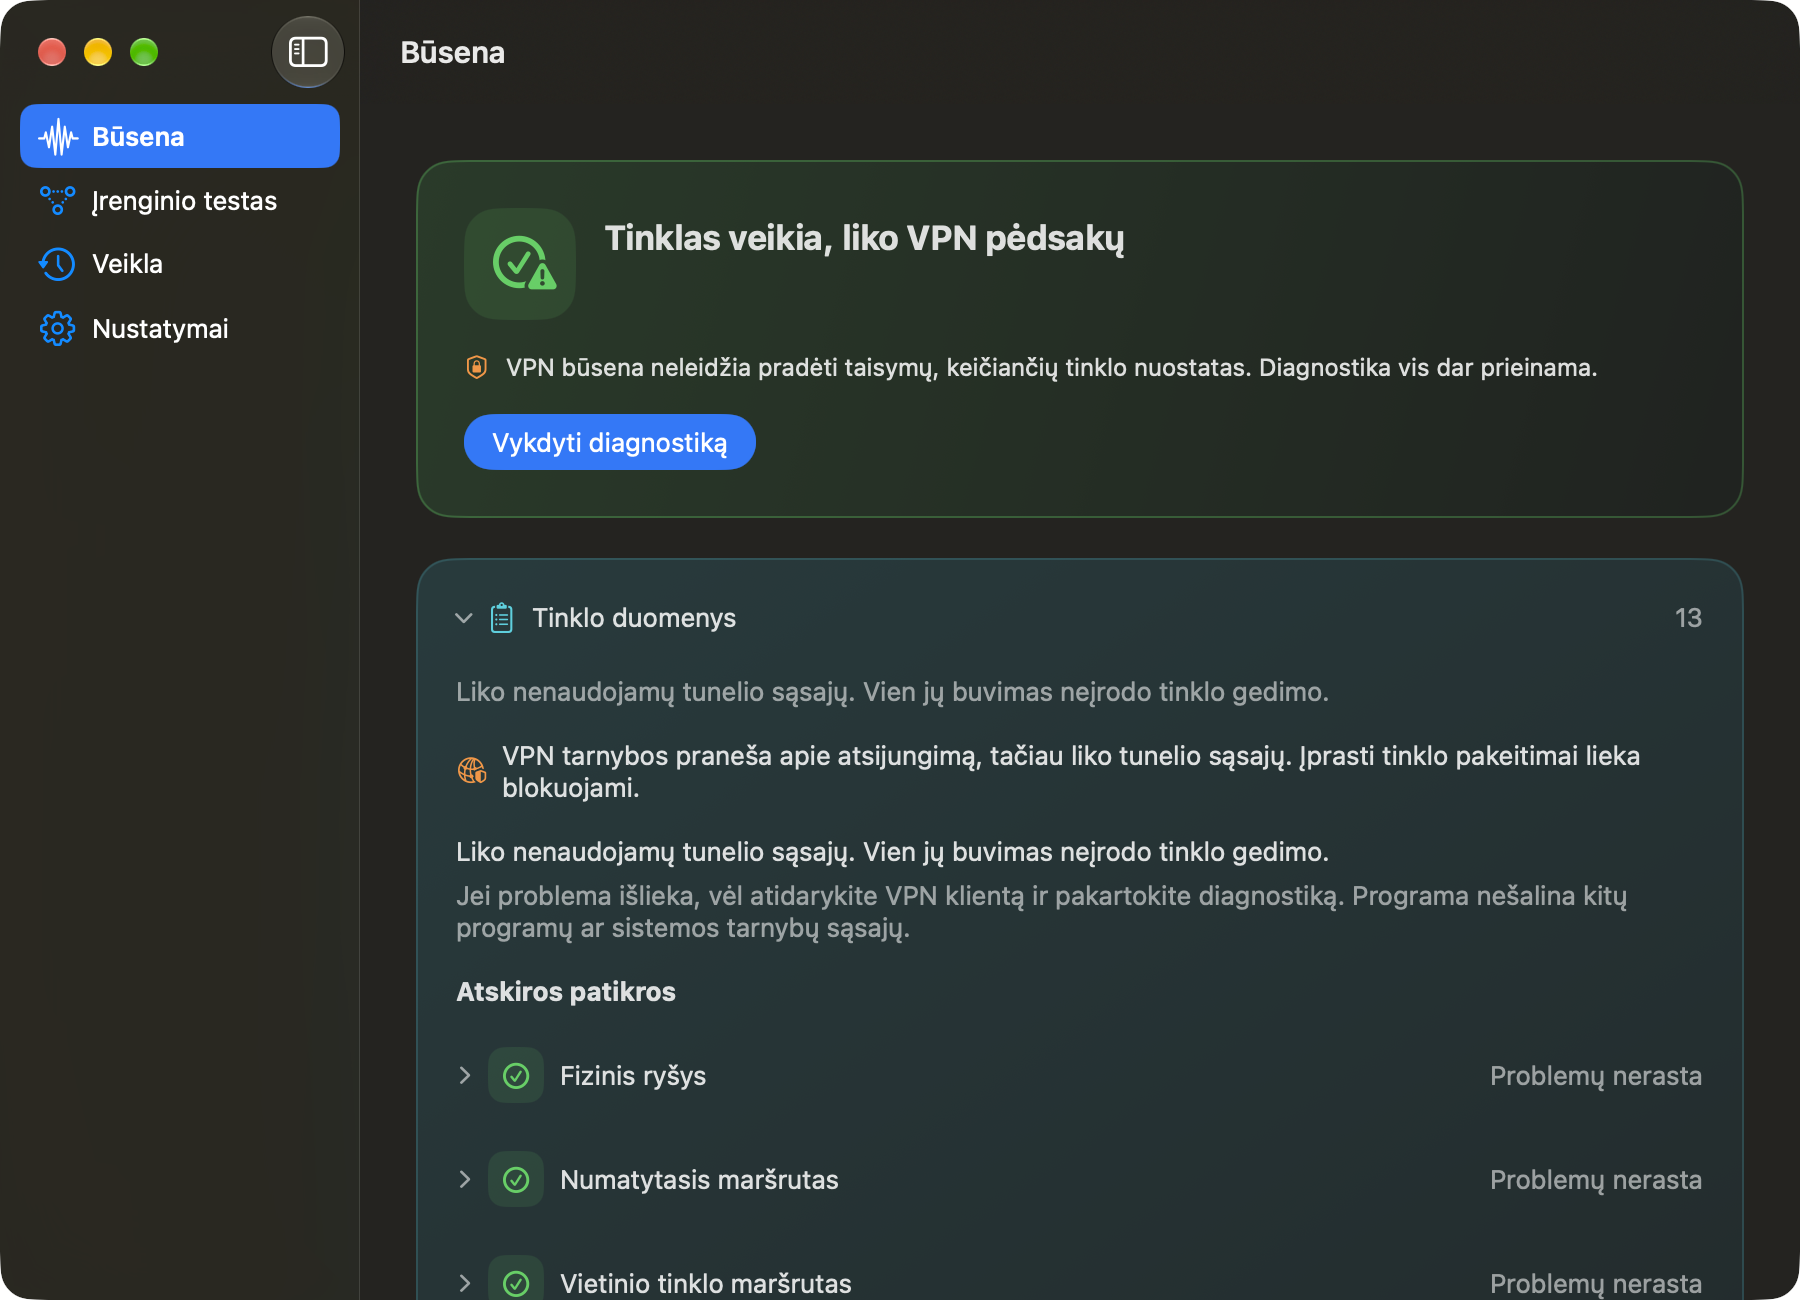 Būsena
Būsena
Įrenginio testas
Veikla
Nustatymai
Tinklas veikia, liko VPN pėdsakų
VPN būsena neleidžia pradėti taisymų, keičiančių tinklo nuostatas. Diagnostika vis dar prieinama.
Vykdyti diagnostiką
Tinklo duomenys
13
Liko nenaudojamų tunelio sąsajų. Vien jų buvimas neįrodo tinklo gedimo.
VPN tarnybos praneša apie atsijungimą, tačiau liko tunelio sąsajų. Įprasti tinklo pakeitimai lieka
blokuojami.
Liko nenaudojamų tunelio sąsajų. Vien jų buvimas neįrodo tinklo gedimo.
Jei problema išlieka, vėl atidarykite VPN klientą ir pakartokite diagnostiką. Programa nešalina kitų
programų ar sistemos tarnybų sąsajų.
Atskiros patikros
Fizinis ryšys
Problemų nerasta
Numatytasis maršrutas
Problemų nerasta
Vietinio tinklo maršrutas
Problemų nerasta